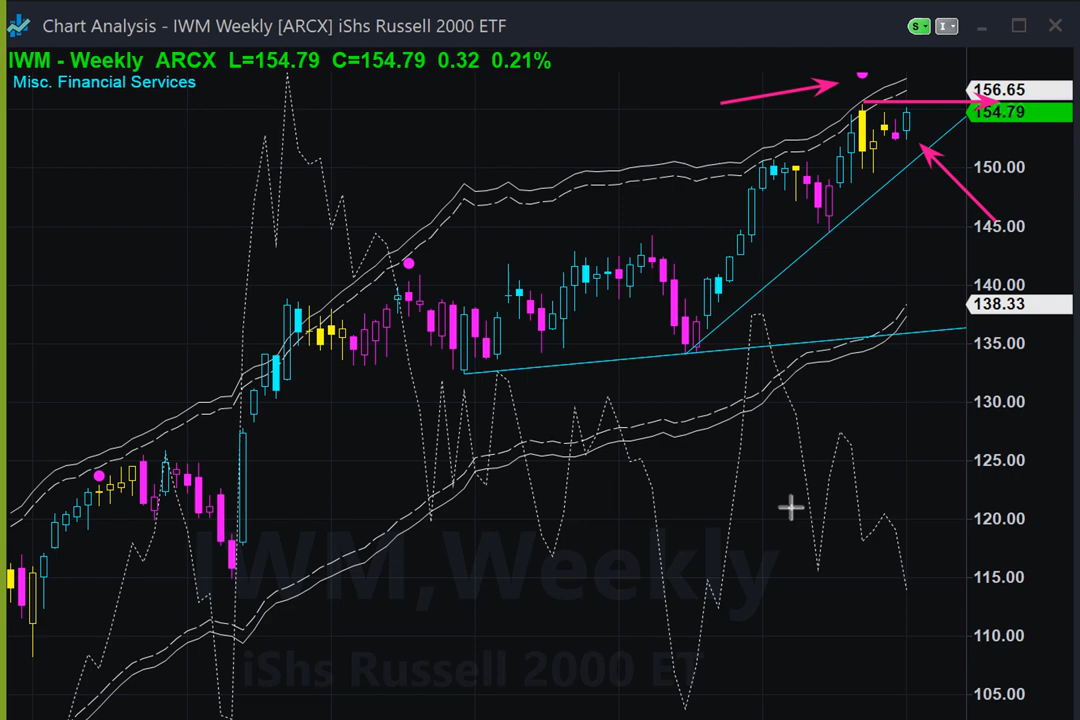 Chart Analysis - IWM Weekly [ARCX] iShs Russell 2000 ETF
S
I
IWM - Weekly ARCX L=154.79 C=154.79 0.32 0.21%
Misc. Financial Services
156.65
154.79
150.00
145.00
140.00
138.33
135.00
130.00
125.00
120.00
115.00
110.00
105.00
IWM,Weekly
iShs Russell 2000 ET